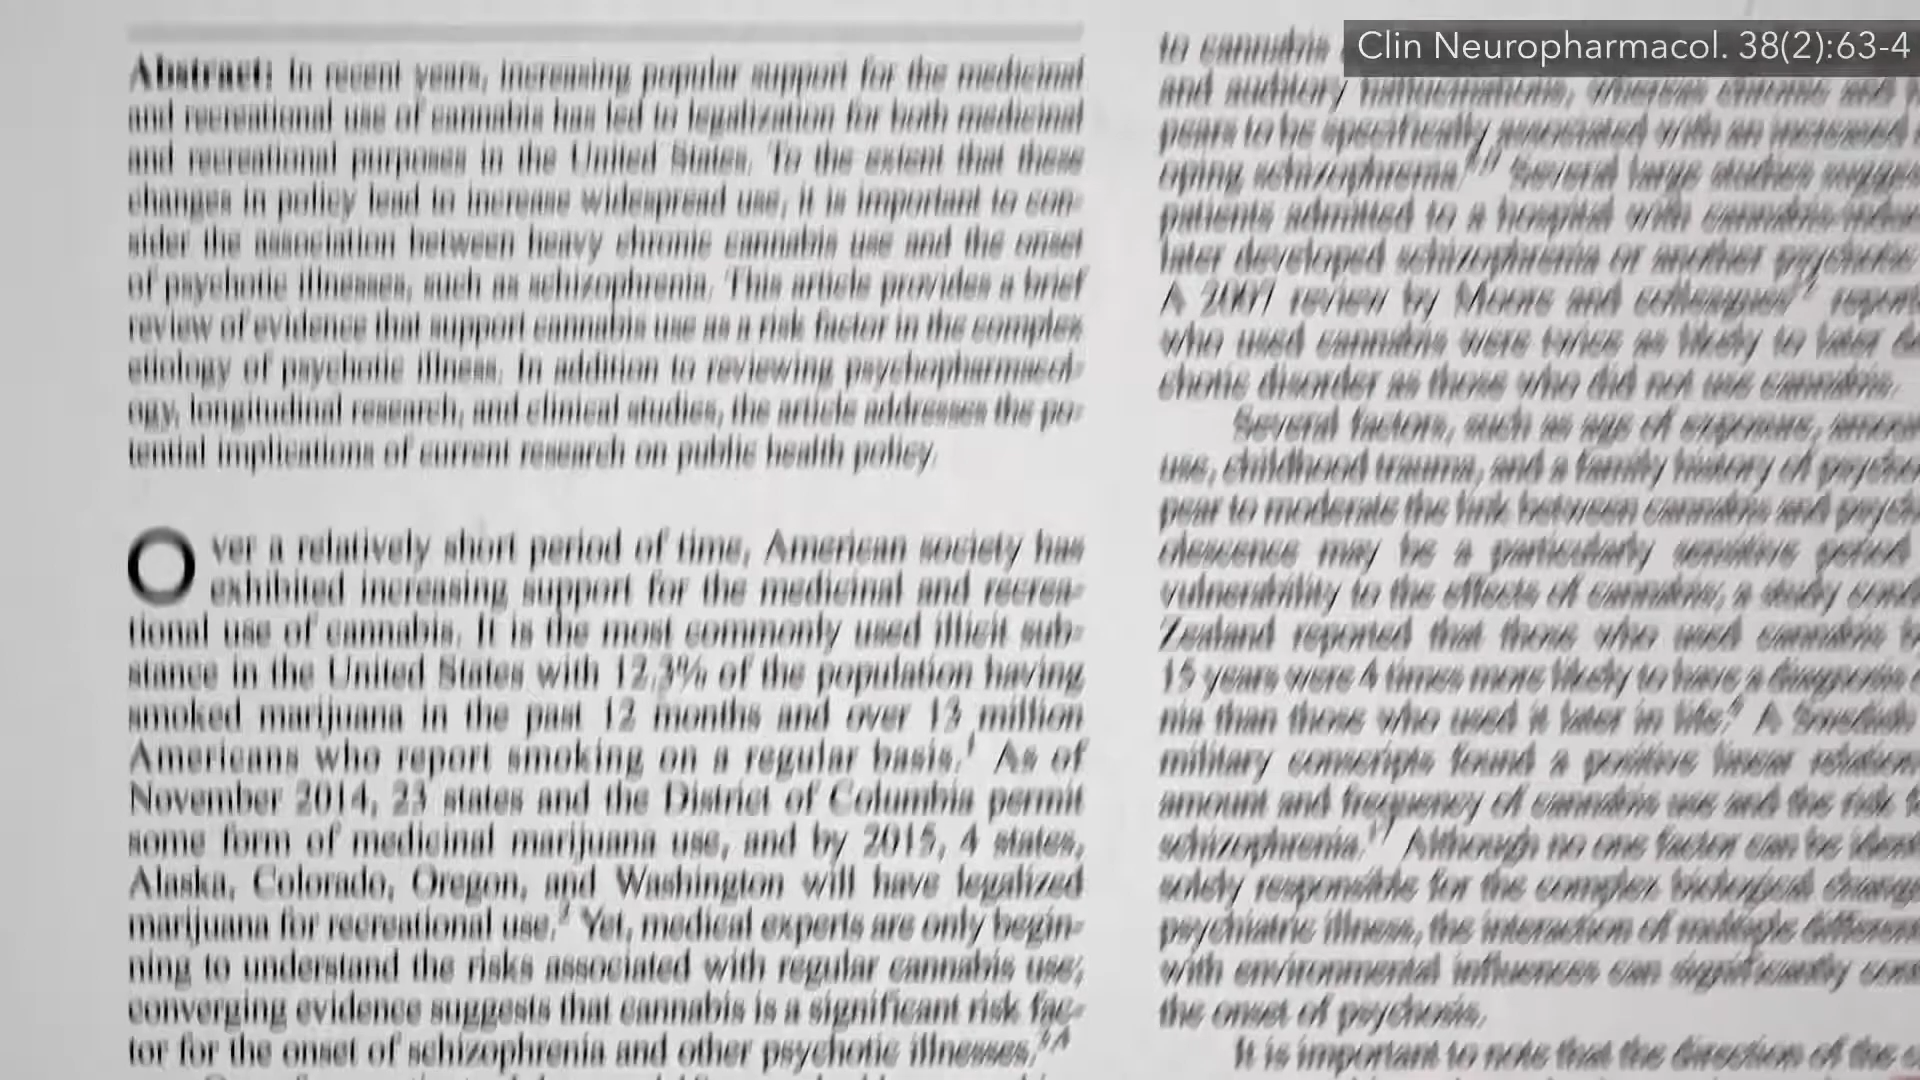 Clin Neuropharmacol. 38(2):63-4
Abstract: In recent years, increasing popular support for the medicinal
and recreational use of cannabis has led to legalization for both medicinal
and recreational purposes in the United States. To the extent that these
changes in policy lead to increase widespread use, it is important to con-
sider the association between heavy chronic cannabis use and the onset
of psychotic illnesses, such as schizophrenia. This article provides a brief
review of evidence that support cannabis use as a risk factor in the complex
etiology of psychotic illness. In addition to reviewing psychopharmacol-
ogy, longitudinal research, and clinical studies, the article addresses the po-
tential implications of current research on public health policy.
Over a relatively short period of time, American society has
exhibited increasing support for the medicinal and recrea-
tional use of cannabis. It is the most commonly used illicit sub-
stance in the United States with 12.3% of the population having
smoked marijuana in the past 12 months and over 13 million
Americans who report smoking on a regular basis.1 As of
November 2014, 23 states and the District of Columbia permit
some form of medicinal marijuana use, and by 2015, 4 states,
Alaska, Colorado, Oregon, and Washington will have legalized
marijuana for recreational use.2 Yet, medical experts are only begin-
ning to understand the risks associated with regular cannabis use;
converging evidence suggests that cannabis is a significant risk fac-
tor for the onset of schizophrenia and other psychotic illnesses.3,4
to cannabis
and auditory hallucinations, whereas chronic and
pears to be specifically associated with an increased
oping schizophrenia. Several large studies
patients admitted to a hospital with
later developed schizophrenia or another psychotic
A 2007 review by Moore and colleagues
who used cannabis were twice as likely to later
chotic disorder as those who did not use cannabis.
Several factors, such as age of exposure,
use, childhood trauma, and a family history of
pear to moderate the link between cannabis and
olescence may be a particularly sensitive period
vulnerability to the effects of cannabis; a study
Zealand reported that those who used cannabis
15 years were 4 times more likely to have a diagnosis
nia than those who used it later in life. A Swedish
military conscripts found a positive linear
amount and frequency of cannabis use and the risk
schizophrenia. Although no one factor can be
solely responsible for the complex biological
psychiatric illness, the interaction of multiple
with environmental influences can significantly
the onset of psychosis.
It is important to note that the direction of the